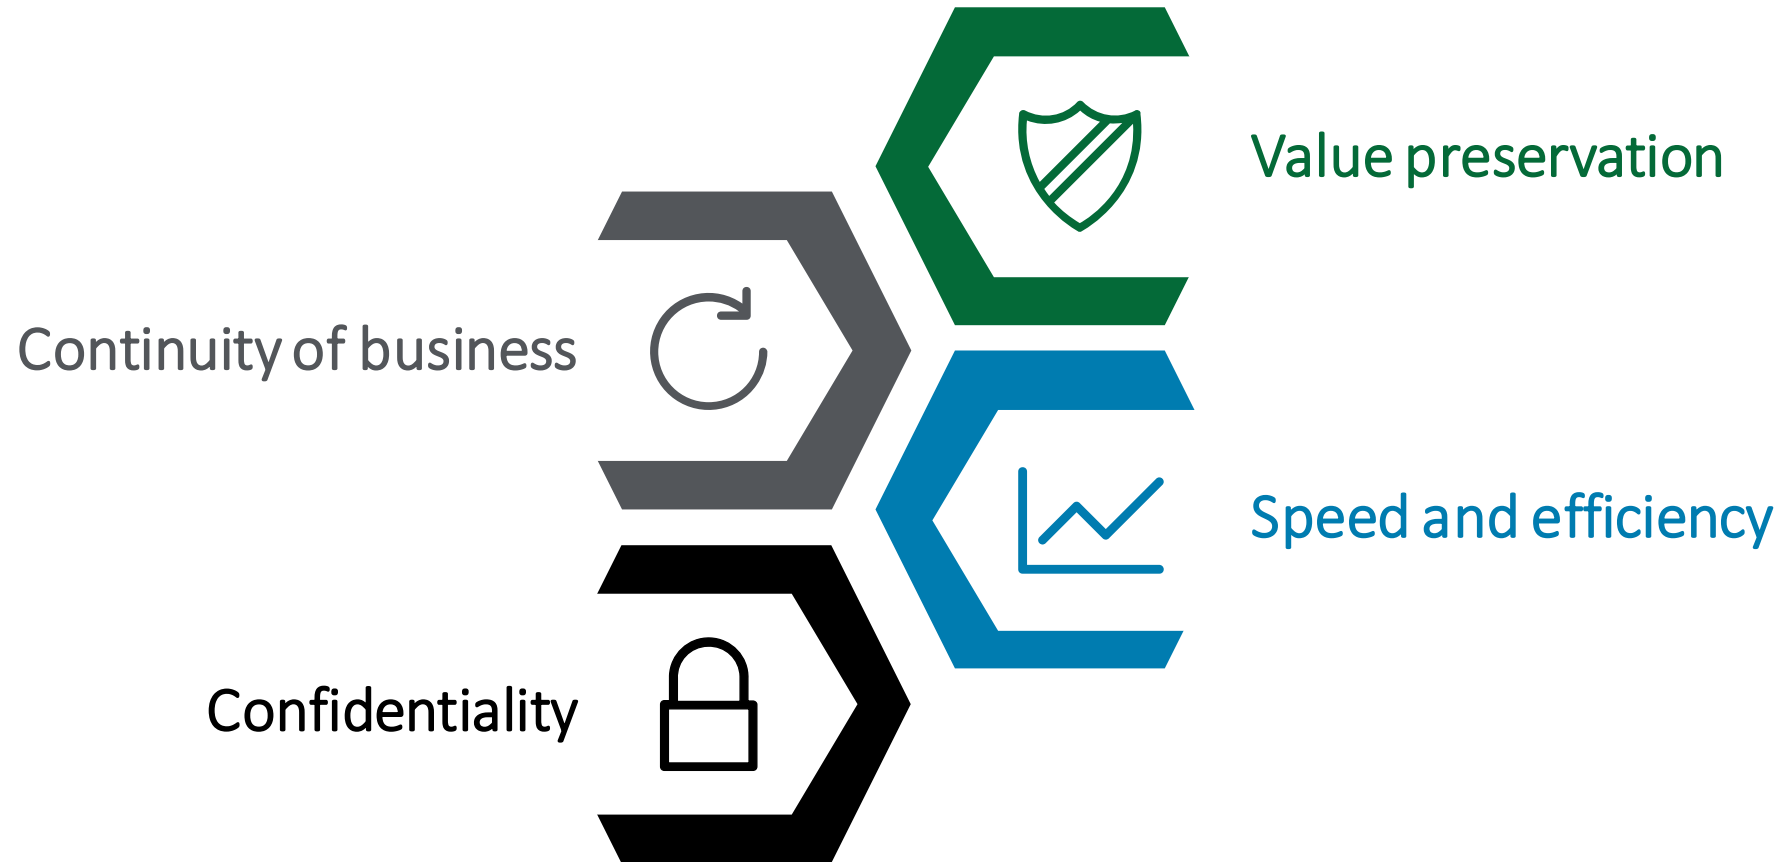 Value preservation
Continuity of business
Speed and efficiency
Confidentiality